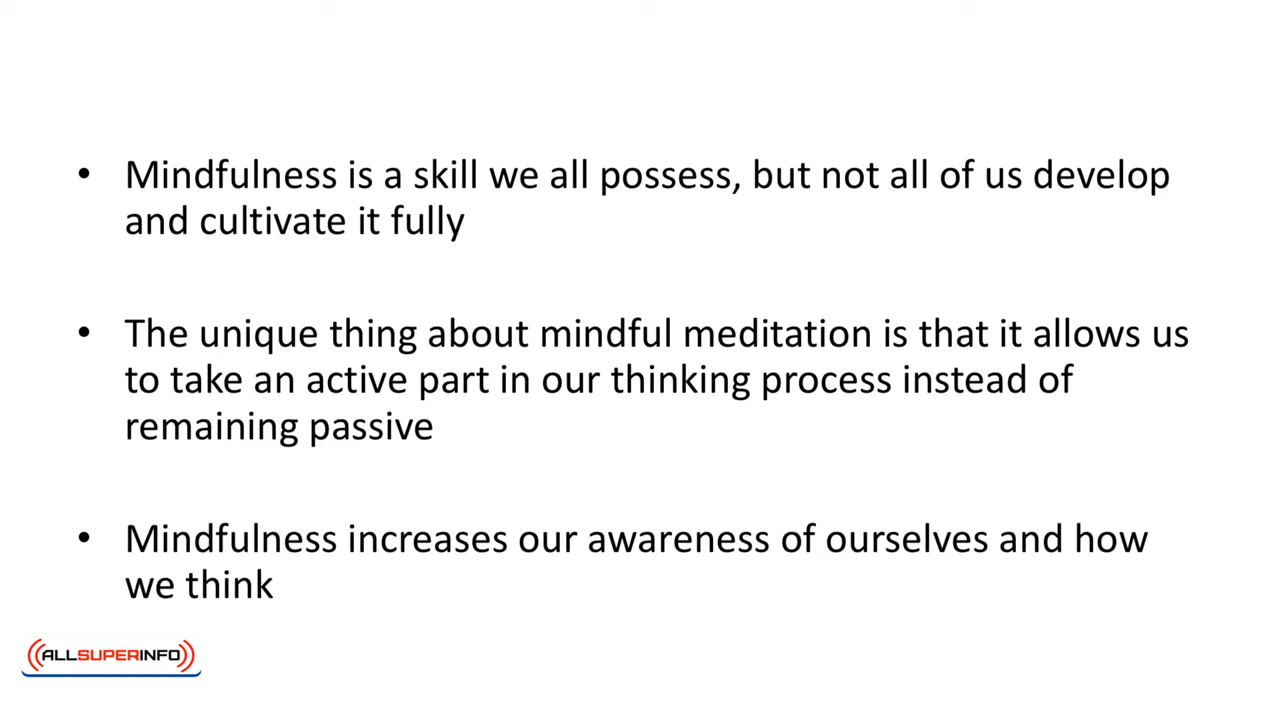 • Mindfulness is a skill we all possess, but not all of us develop
and cultivate it fully
• The unique thing about mindful meditation is that it allows us
to take an active part in our thinking process instead of
remaining passive
• Mindfulness increases our awareness of ourselves and how
we think
ALLSUPERINFO